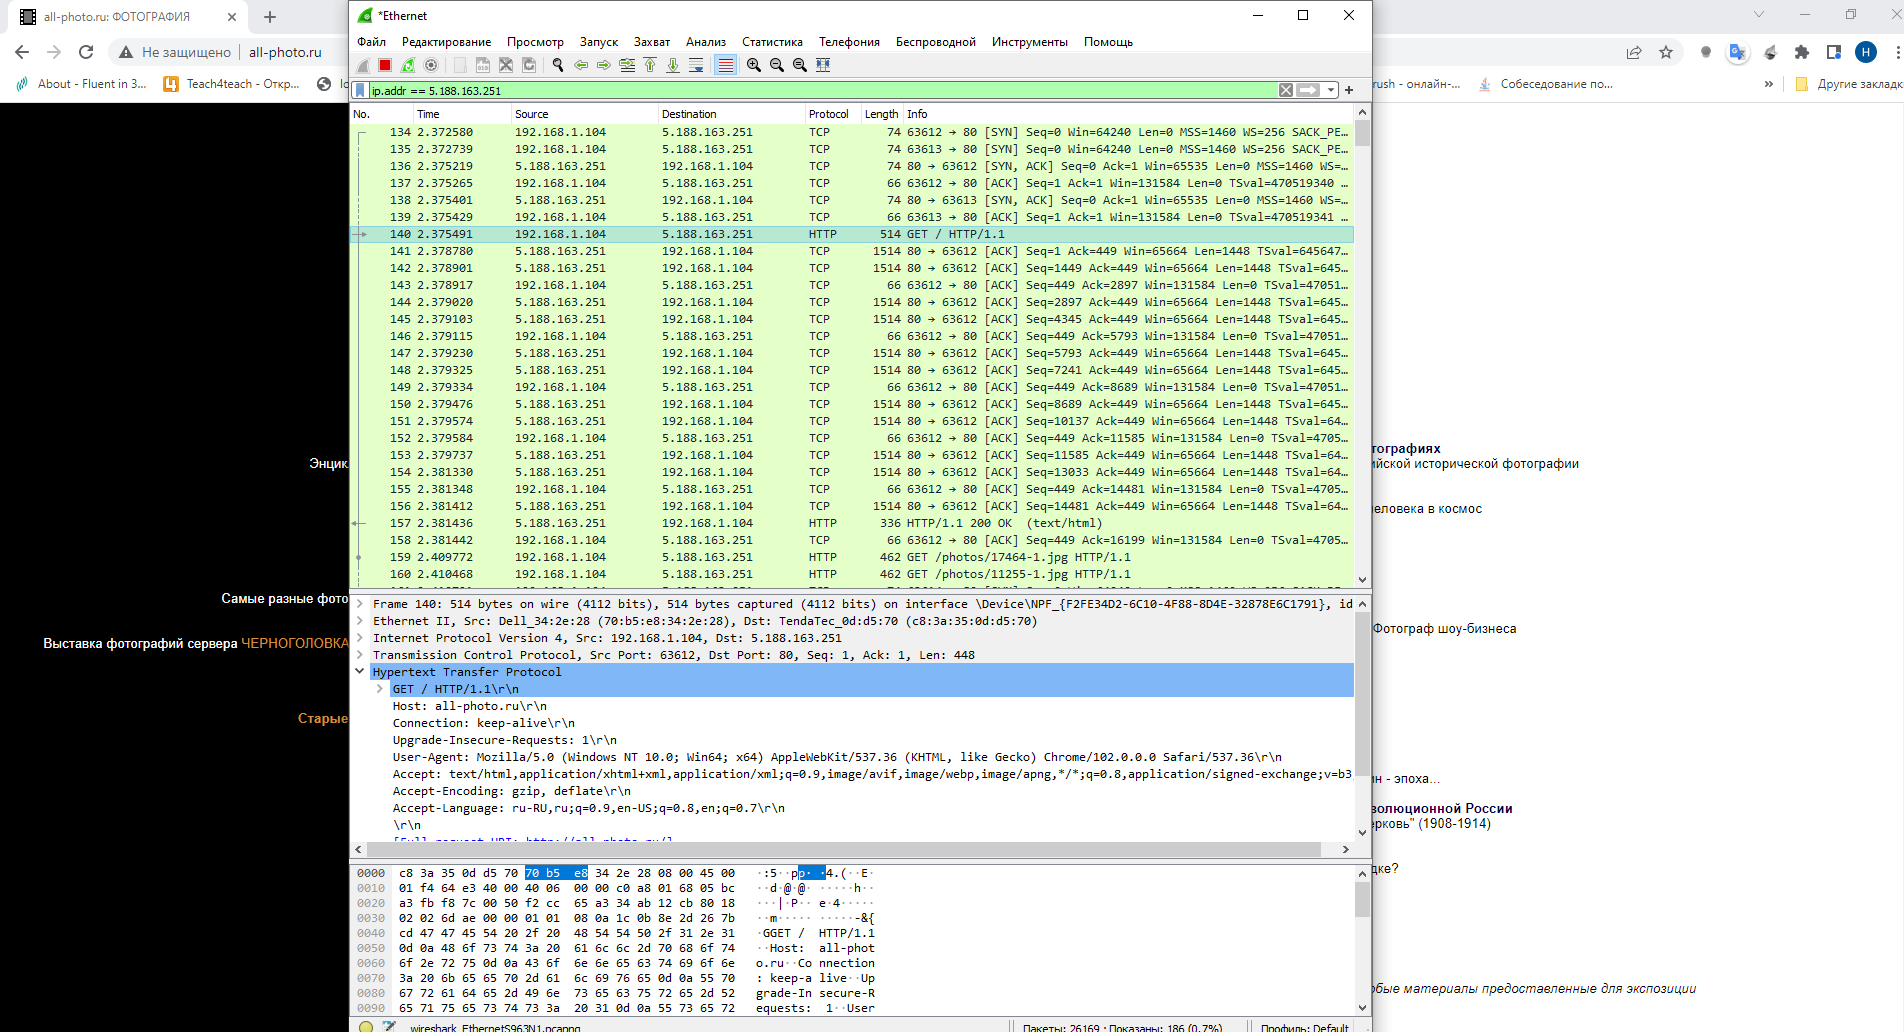 all-photo.ru: ФОТОГРАФИЯ
Не защищено
all-photo.ru
About - Fluent in 3...
Teach4teach - Откр...
*Ethernet
Файл Редактирование Просмотр Запуск Захват Анализ Статистика Телефония Беспроводной Инструменты Помощь
ip.addr == 5.188.163.251
No. Time Source Destination Protocol Length Info
134 2.372580 192.168.1.104 5.188.163.251 TCP 74 63612 → 80 [SYN] Seq=0 Win=64240 Len=0 MSS=1460 WS=256 SACK_PE…
135 2.372739 192.168.1.104 5.188.163.251 TCP 74 63613 → 80 [SYN] Seq=0 Win=64240 Len=0 MSS=1460 WS=256 SACK_PE…
136 2.375219 5.188.163.251 192.168.1.104 TCP 74 80 → 63612 [SYN, ACK] Seq=0 Ack=1 Win=65535 Len=0 MSS=1460 WS=…
137 2.375265 192.168.1.104 5.188.163.251 TCP 66 63612 → 80 [ACK] Seq=1 Ack=1 Win=131584 Len=0 TSval=470519340 …
138 2.375401 5.188.163.251 192.168.1.104 TCP 74 80 → 63613 [SYN, ACK] Seq=0 Ack=1 Win=65535 Len=0 MSS=1460 WS=…
139 2.375429 192.168.1.104 5.188.163.251 TCP 66 63613 → 80 [ACK] Seq=1 Ack=1 Win=131584 Len=0 TSval=470519341 …
140 2.375491 192.168.1.104 5.188.163.251 HTTP 514 GET / HTTP/1.1
141 2.378780 5.188.163.251 192.168.1.104 TCP 1514 80 → 63612 [ACK] Seq=1 Ack=449 Win=65664 Len=1448 TSval=645647…
142 2.378901 5.188.163.251 192.168.1.104 TCP 1514 80 → 63612 [ACK] Seq=1449 Ack=449 Win=65664 Len=1448 TSval=645…
143 2.378917 192.168.1.104 5.188.163.251 TCP 66 63612 → 80 [ACK] Seq=449 Ack=2897 Win=131584 Len=0 TSval=47051…
144 2.379020 5.188.163.251 192.168.1.104 TCP 1514 80 → 63612 [ACK] Seq=2897 Ack=449 Win=65664 Len=1448 TSval=645…
145 2.379103 5.188.163.251 192.168.1.104 TCP 1514 80 → 63612 [ACK] Seq=4345 Ack=449 Win=65664 Len=1448 TSval=645…
146 2.379115 192.168.1.104 5.188.163.251 TCP 66 63612 → 80 [ACK] Seq=449 Ack=5793 Win=131584 Len=0 TSval=47051…
147 2.379230 5.188.163.251 192.168.1.104 TCP 1514 80 → 63612 [ACK] Seq=5793 Ack=449 Win=65664 Len=1448 TSval=645…
148 2.379325 5.188.163.251 192.168.1.104 TCP 1514 80 → 63612 [ACK] Seq=7241 Ack=449 Win=65664 Len=1448 TSval=645…
149 2.379334 192.168.1.104 5.188.163.251 TCP 66 63612 → 80 [ACK] Seq=449 Ack=8689 Win=131584 Len=0 TSval=47051…
150 2.379476 5.188.163.251 192.168.1.104 TCP 1514 80 → 63612 [ACK] Seq=8689 Ack=449 Win=65664 Len=1448 TSval=645…
151 2.379574 5.188.163.251 192.168.1.104 TCP 1514 80 → 63612 [ACK] Seq=10137 Ack=449 Win=65664 Len=1448 TSval=64…
152 2.379584 192.168.1.104 5.188.163.251 TCP 66 63612 → 80 [ACK] Seq=449 Ack=11585 Win=131584 Len=0 TSval=4705…
153 2.379737 5.188.163.251 192.168.1.104 TCP 1514 80 → 63612 [ACK] Seq=11585 Ack=449 Win=65664 Len=1448 TSval=64…
154 2.381330 5.188.163.251 192.168.1.104 TCP 1514 80 → 63612 [ACK] Seq=13033 Ack=449 Win=65664 Len=1448 TSval=64…
155 2.381348 192.168.1.104 5.188.163.251 TCP 66 63612 → 80 [ACK] Seq=449 Ack=14481 Win=131584 Len=0 TSval=4705…
156 2.381412 5.188.163.251 192.168.1.104 TCP 1514 80 → 63612 [ACK] Seq=14481 Ack=449 Win=65664 Len=1448 TSval=64…
157 2.381436 5.188.163.251 192.168.1.104 HTTP 336 HTTP/1.1 200 OK (text/html)
158 2.381442 192.168.1.104 5.188.163.251 TCP 66 63612 → 80 [ACK] Seq=449 Ack=16199 Win=131584 Len=0 TSval=4705…
159 2.409772 192.168.1.104 5.188.163.251 HTTP 462 GET /photos/17464-1.jpg HTTP/1.1
160 2.410468 192.168.1.104 5.188.163.251 HTTP 462 GET /photos/11255-1.jpg HTTP/1.1
Frame 140: 514 bytes on wire (4112 bits), 514 bytes captured (4112 bits) on interface \Device\NPF_{F2FE34D2-6C10-4F88-8D4E-32878E6C1791}, id
Ethernet II, Src: Dell_34:2e:28 (70:b5:e8:34:2e:28), Dst: TendaTec_0d:d5:70 (c8:3a:35:0d:d5:70)
Internet Protocol Version 4, Src: 192.168.1.104, Dst: 5.188.163.251
Transmission Control Protocol, Src Port: 63612, Dst Port: 80, Seq: 1, Ack: 1, Len: 448
Hypertext Transfer Protocol
GET / HTTP/1.1\r\n
Host: all-photo.ru\r\n
Connection: keep-alive\r\n
Upgrade-Insecure-Requests: 1\r\n
User-Agent: Mozilla/5.0 (Windows NT 10.0; Win64; x64) AppleWebKit/537.36 (KHTML, like Gecko) Chrome/102.0.0.0 Safari/537.36\r\n
Accept: text/html,application/xhtml+xml,application/xml;q=0.9,image/avif,image/webp,image/apng,*/*;q=0.8,application/signed-exchange;v=b3
Accept-Encoding: gzip, deflate\r\n
Accept-Language: ru-RU,ru;q=0.9,en-US;q=0.8,en;q=0.7\r\n
\r\n
[Full request URI: http://all-photo.ru/]
0000 c8 3a 35 0d d5 70 70 b5 e8 34 2e 28 08 00 45 00 ·:5··pp· ·4.(··E·
0010 01 f4 64 e3 40 00 40 06 00 00 c0 a8 01 68 05 bc ··d·@·@· ·····h··
0020 a3 fb f8 7c 00 50 f2 cc 65 a3 34 ab 12 cb 80 18 ···|·P·· e·4·····
0030 02 02 6d ae 00 00 01 01 08 0a 1c 0b 8e 2d 26 7b ··m····· ·····-&{
0040 cd 47 47 45 54 20 2f 20 48 54 54 50 2f 31 2e 31 ·GGET / HTTP/1.1
0050 0d 0a 48 6f 73 74 3a 20 61 6c 6c 2d 70 68 6f 74 ··Host: all-phot
0060 6f 2e 72 75 0d 0a 43 6f 6e 6e 65 63 74 69 6f 6e o.ru··Co nnection
0070 3a 20 6b 65 65 70 2d 61 6c 69 76 65 0d 0a 55 70 : keep-a live··Up
0080 67 72 61 64 65 2d 49 6e 73 65 63 75 72 65 2d 52 grade-In secure-R
0090 65 71 75 65 73 74 73 3a 20 31 0d 0a 55 73 65 72 equests: 1··User
wireshark_EthernetS963N1.pcapng
Пакеты: 26169 · Показаны: 186 (0.7%)
Профиль: Default
Н
rush - онлайн-...
Собеседование по...
»
Другие закладк
Энцик
Самые разные фото
Выставка фотографий сервера ЧЕРНОГОЛОВКА
Старые
тографиях
ийской исторической фотографии
человека в космос
Фотограф шоу-бизнеса
ин - эпоха...
золюционной России
ерковь" (1908-1914)
дке?
обые материалы предоставленные для экспозиции